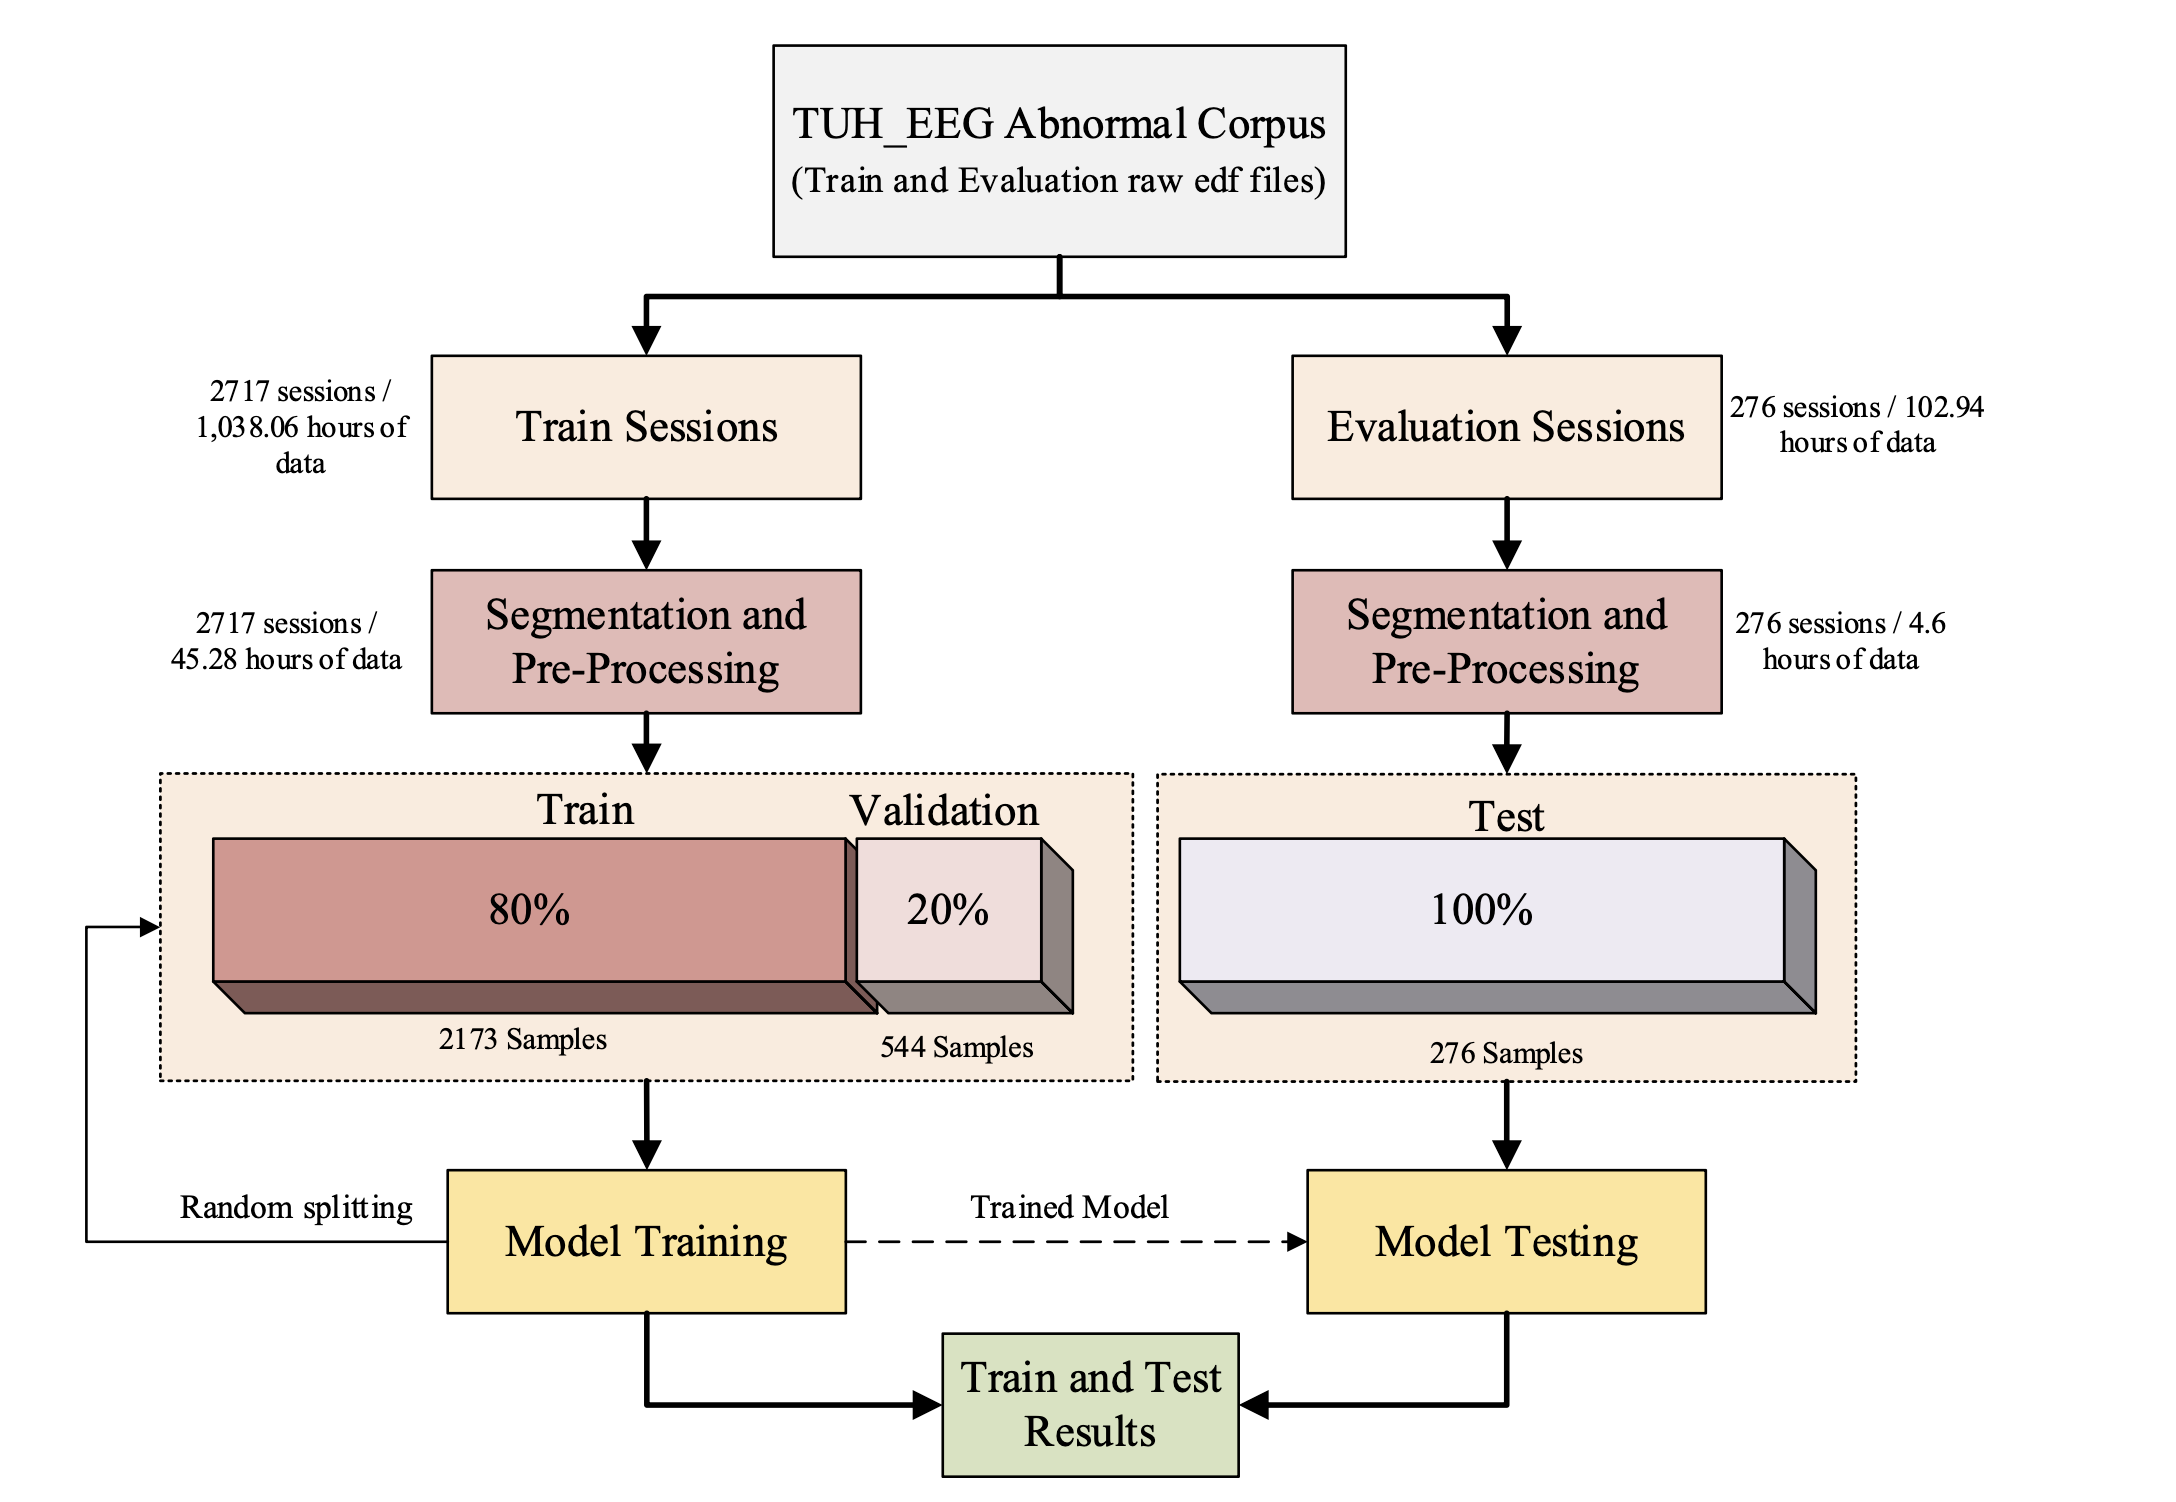 TUH_EEG Abnormal Corpus
(Train and Evaluation raw edf files)
2717 sessions /
1,038.06 hours of
data
Train Sessions
Evaluation Sessions
276 sessions / 102.94
hours of data
2717 sessions /
45.28 hours of data
Segmentation and
Pre-Processing
Segmentation and
Pre-Processing
276 sessions / 4.6
hours of data
Train
Validation
80%
20%
2173 Samples
544 Samples
Test
100%
276 Samples
Random splitting
Model Training
Trained Model
Model Testing
Train and Test
Results